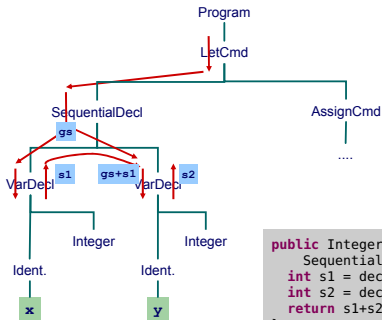 Program
LetCmd
SequentialDecl
AssignCmd
gs
....
VarDecl
s1
gs+s1
VarDecl
s2
Integer
Integer
Ident.
Ident.
x
y
public Integer
Sequential
int s1 = dec
int s2 = dec
return s1+s2